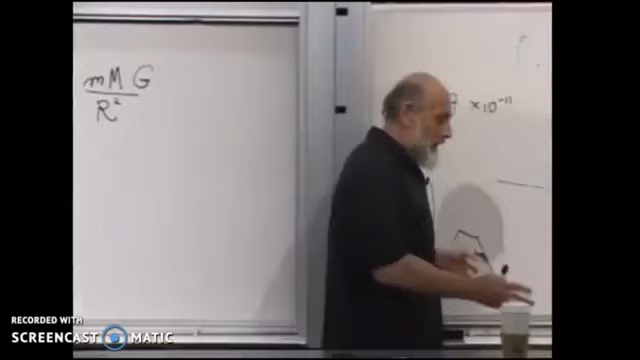 mMG
R²
×10⁻¹¹
RECORDED WITH
SCREENCAST MATIC